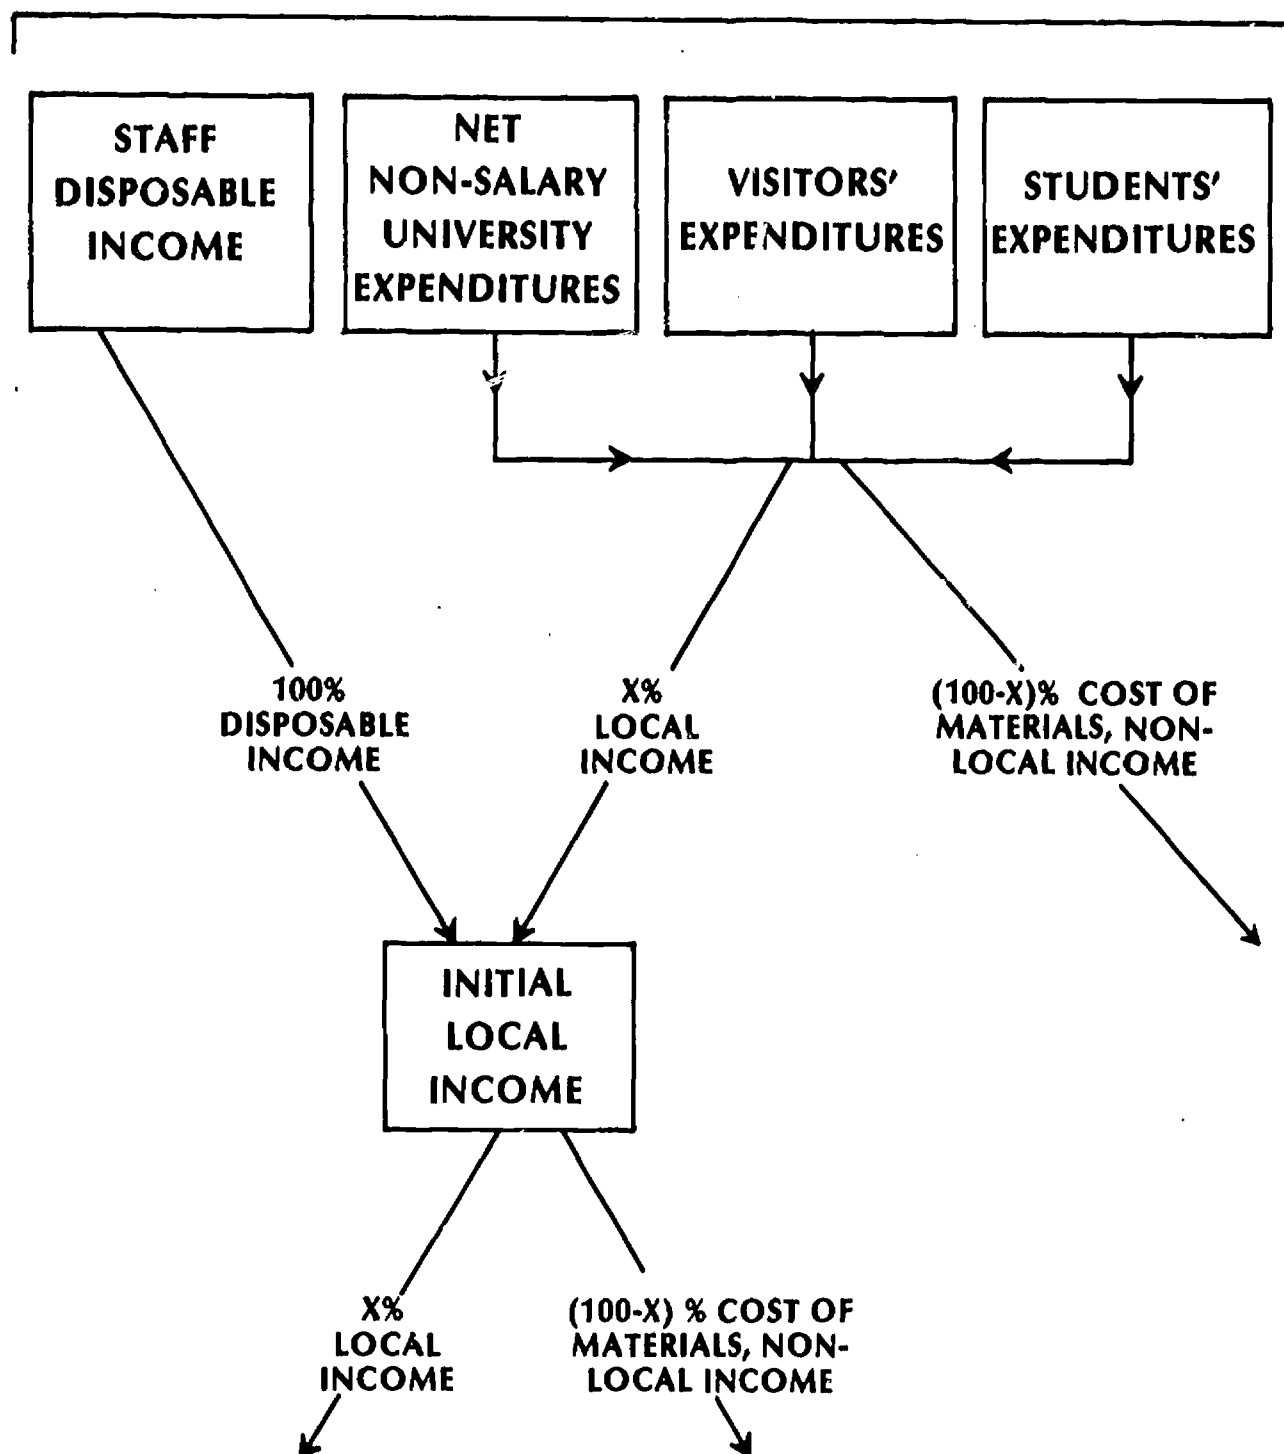 STAFF
DISPOSABLE
INCOME
NET
NON-SALARY
UNIVERSITY
EXPENDITURES
VISITORS'
EXPENDITURES
STUDENTS'
EXPENDITURES
100%
DISPOSABLE
INCOME
X%
LOCAL
INCOME
(100-X)% COST OF
MATERIALS, NON-
LOCAL INCOME
INITIAL
LOCAL
INCOME
X%
LOCAL
INCOME
(100-X) % COST OF
MATERIALS, NON-
LOCAL INCOME